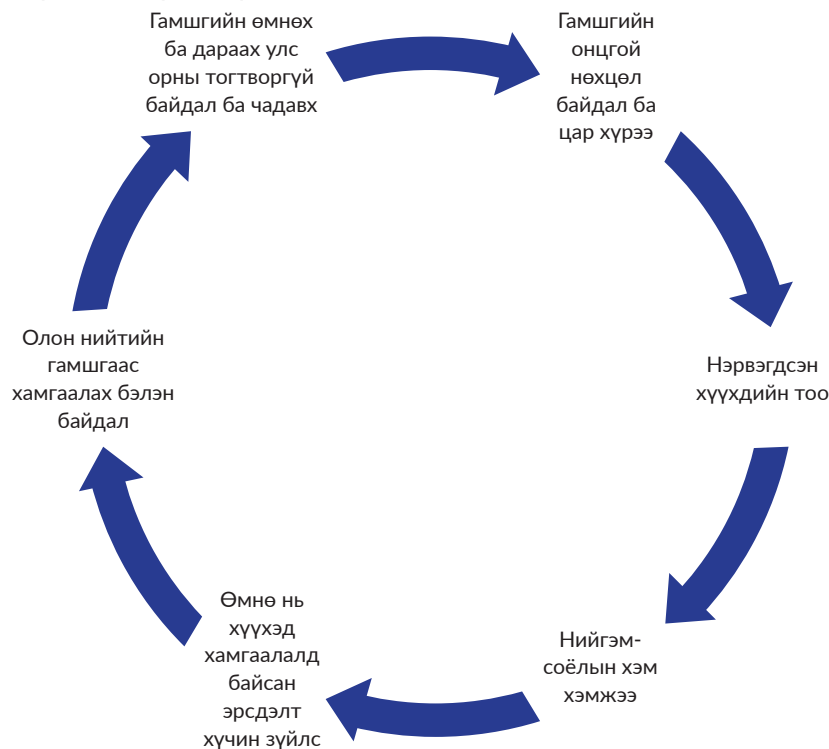 Гамшгийн өмнөх
ба дараах улс
орны тогтворгүй
байдал ба чадавх
Гамшгийн
онцгой
нөхцөл
байдал ба
цар хүрээ
Нэрвэгдсэн
хүүхдийн тоо
Нийгэм-
соёлын хэм
хэмжээ
Өмнө нь
хүүхэд
хамгаалалд
байсан
эрсдэлт
хүчин зүйлс
Олон нийтийн
гамшгаас
хамгаалах бэлэн
байдал